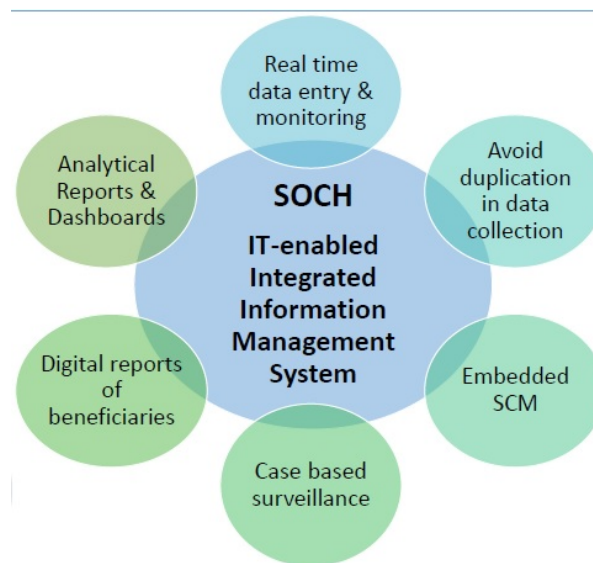 Real time
data entry &
monitoring
Analytical
Reports &
Dashboards
Avoid
duplication
in data
collection
SOCH
IT-enabled
Integrated
Information
Management
System
Digital reports
of
beneficiaries
Embedded
SCM
Case based
surveillance